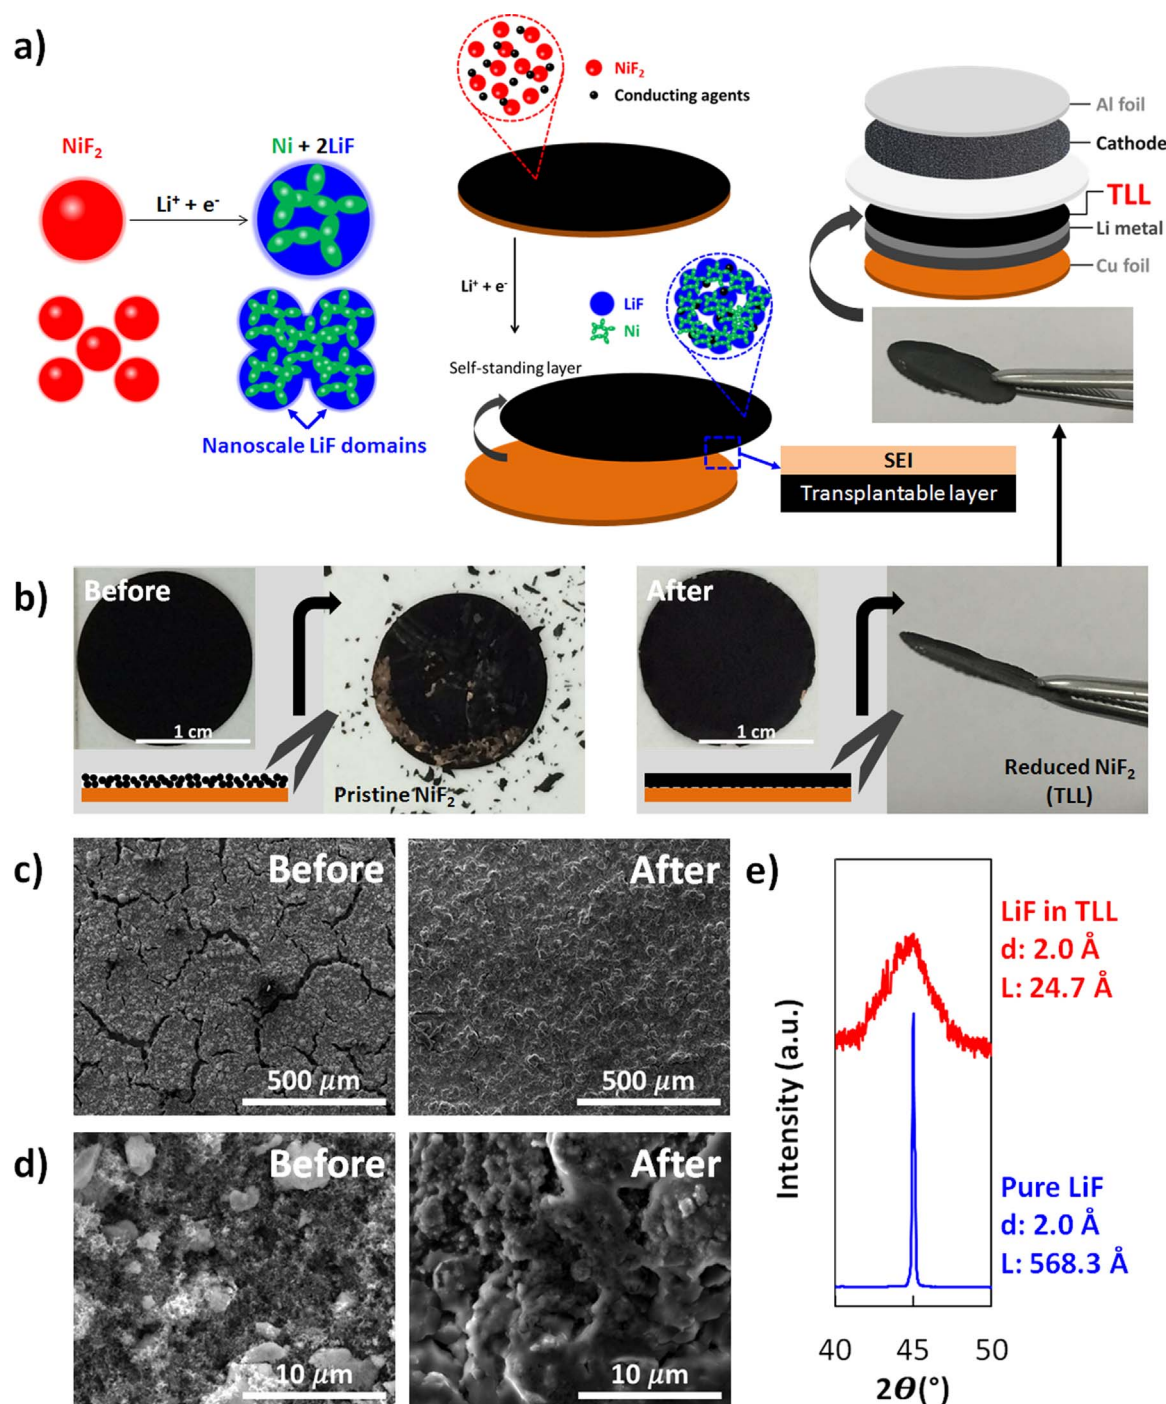 a)
NiF₂
Ni + 2LiF
Li⁺ + e⁻
Nanoscale LiF domains
NiF₂
Conducting agents
Li⁺ + e⁻
LiF
Ni
Self-standing layer
SEI
Transplantable layer
Al foil
Cathode
TLL
Li metal
Cu foil
b)
Before
1 cm
Pristine NiF₂
After
1 cm
Reduced NiF₂
(TLL)
c)
Before
500 μm
After
500 μm
d)
Before
10 μm
After
10 μm
e)
Intensity (a.u.)
LiF in TLL
d: 2.0 Å
L: 24.7 Å
Pure LiF
d: 2.0 Å
L: 568.3 Å
40 45 50
2θ(°)